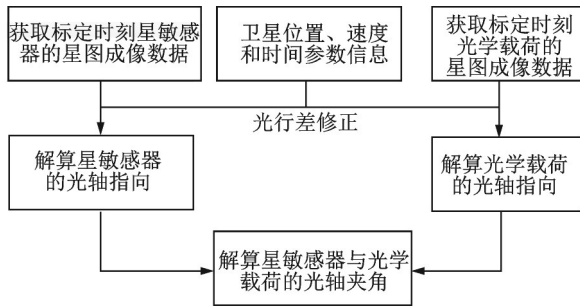 获取标定时刻星敏感
器的星图成像数据
卫星位置、速度
和时间参数信息
获取标定时刻
光学载荷的
星图成像数据
光行差修正
解算星敏感器
的光轴指向
解算光学载荷
的光轴指向
解算星敏感器与光学
载荷的光轴夹角